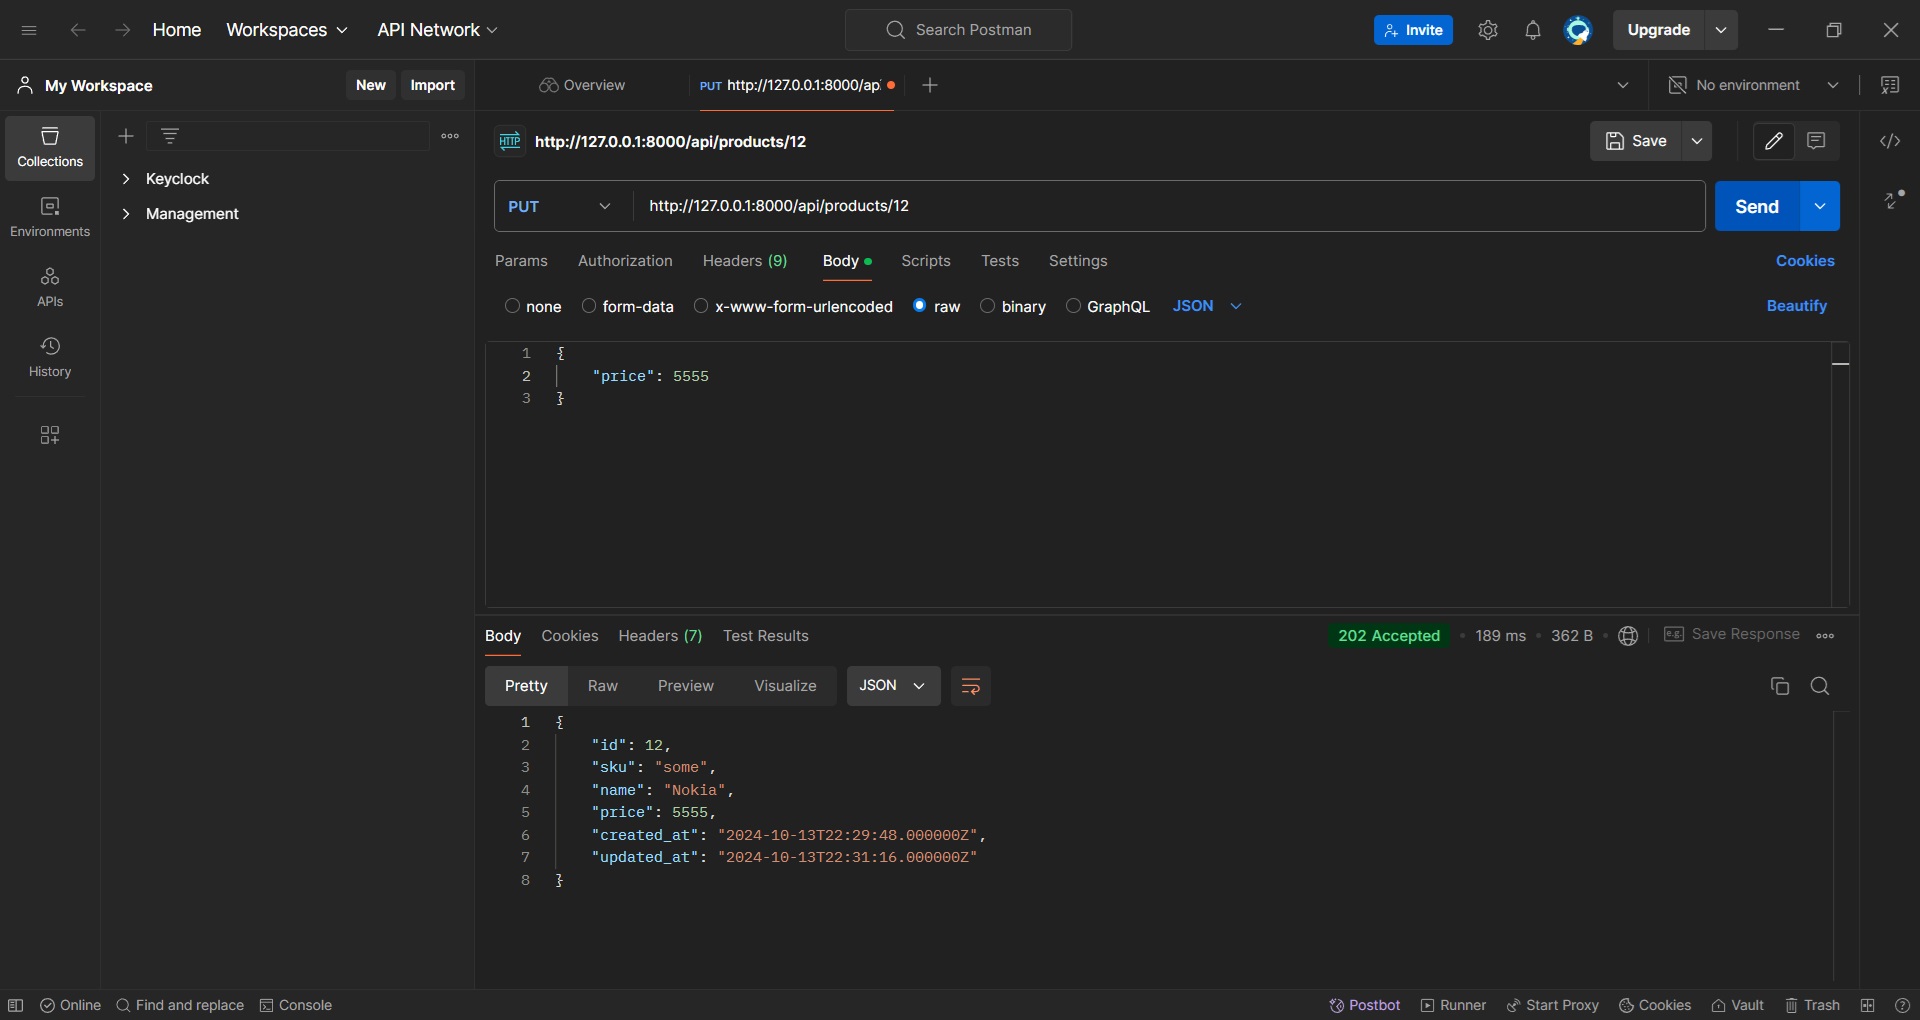 Home Workspaces API Network Search Postman Invite Upgrade
My Workspace New Import Overview PUT http://127.0.0.1:8000/ap No environment
Collections
Environments
APIs
History
Keyclock
Management
HTTP http://127.0.0.1:8000/api/products/12 Save
PUT http://127.0.0.1:8000/api/products/12 Send
Params Authorization Headers (9) Body Scripts Tests Settings Cookies
none form-data x-www-form-urlencoded raw binary GraphQL JSON Beautify
1 {
2 "price": 5555
3 }
Body Cookies Headers (7) Test Results 202 Accepted • 189 ms • 362 B • e.g. Save Response
Pretty Raw Preview Visualize JSON
1 {
2 "id": 12,
3 "sku": "some",
4 "name": "Nokia",
5 "price": 5555,
6 "created_at": "2024-10-13T22:29:48.000000Z",
7 "updated_at": "2024-10-13T22:31:16.000000Z"
8 }
Online Find and replace Console Postbot Runner Start Proxy Cookies Vault Trash